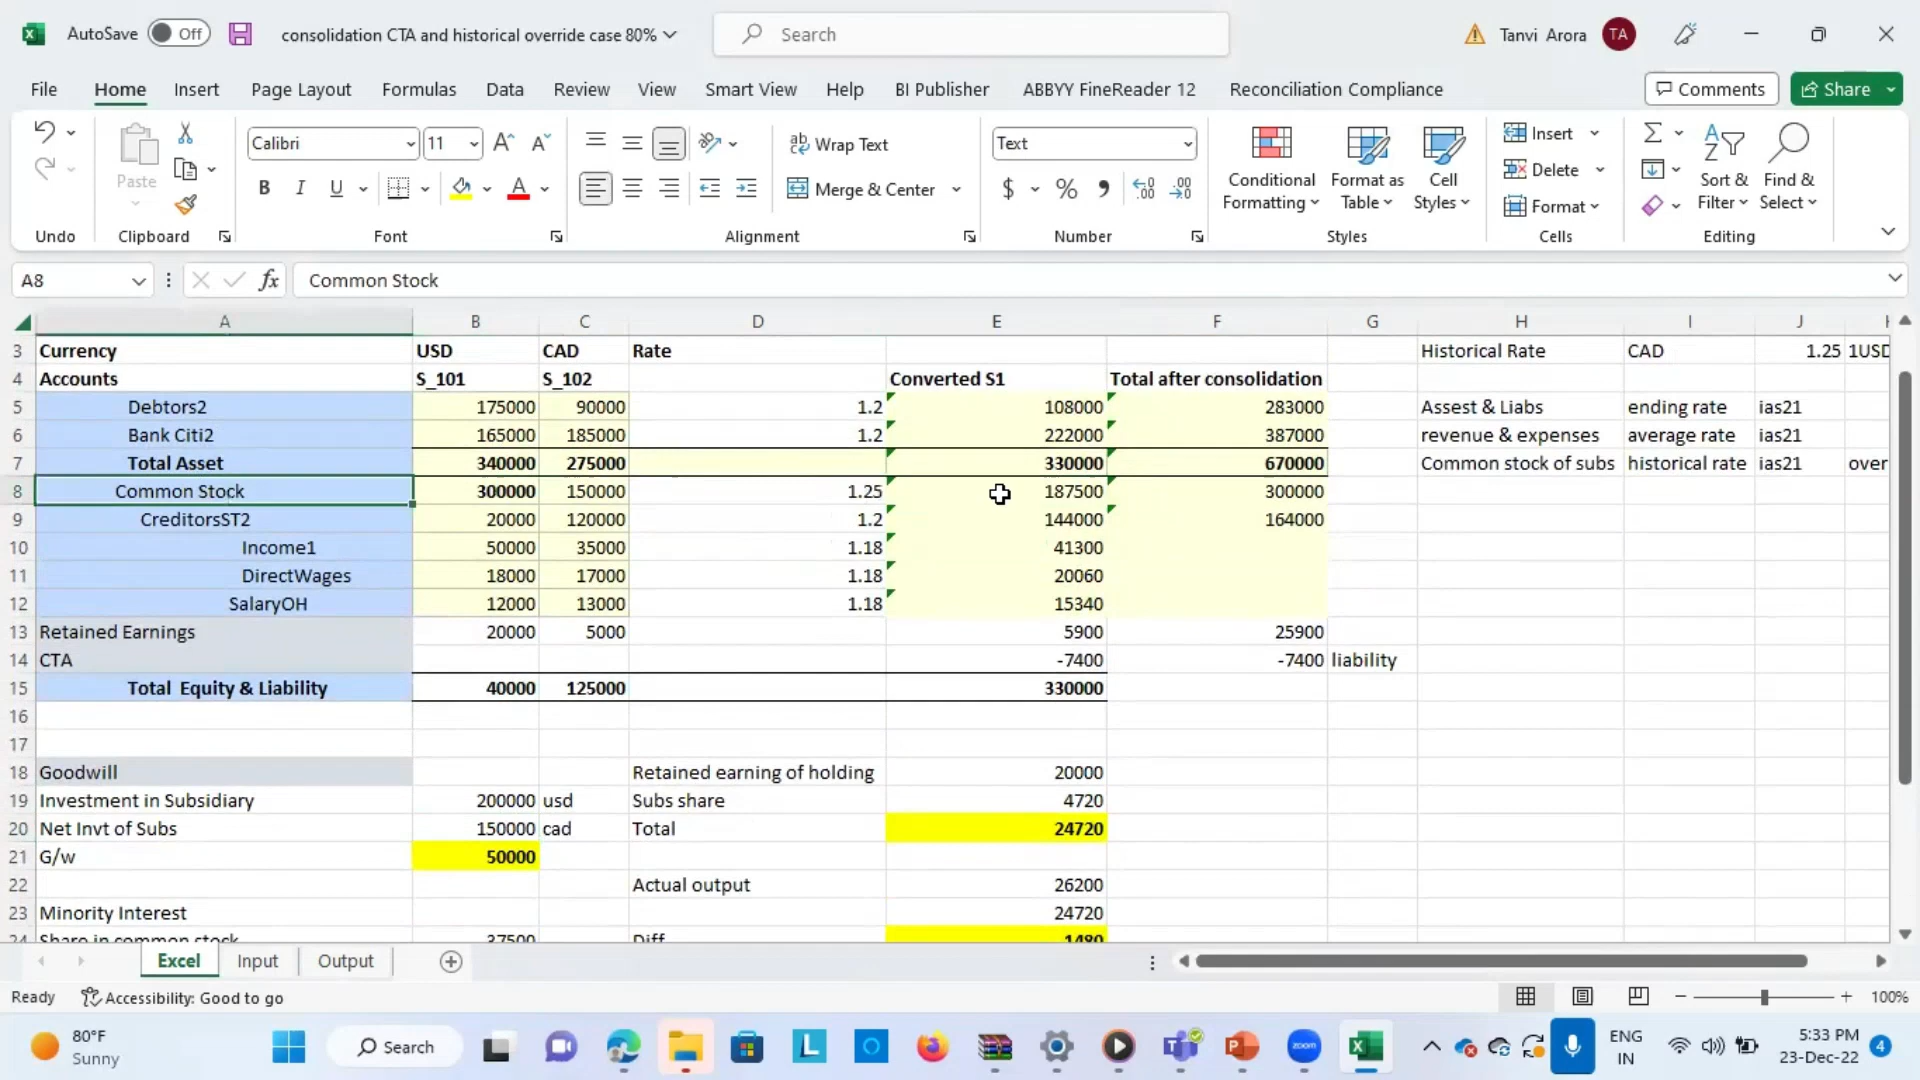 AutoSave Off consolidation CTA and historical override case 80% Search Tanvi Arora TA
File Home Insert Page Layout Formulas Data Review View Smart View Help BI Publisher ABBYY FineReader 12 Reconciliation Compliance Comments Share
Paste Calibri 11 Wrap Text Text Conditional Formatting Format as Table Cell Styles Insert Sort & Filter Find & Select
B I U Merge & Center $ % Delete
Format
Undo Clipboard Font Alignment Number Styles Cells Editing
A8 fx Common Stock
A B C D E F G H I J
3 Currency USD CAD Rate Historical Rate CAD 1.25 1USD
4 Accounts S_101 S_102 Converted S1 Total after consolidation
5 Debtors2 175000 90000 1.2 108000 283000 Assest & Liabs ending rate ias21
6 Bank Citi2 165000 185000 1.2 222000 387000 revenue & expenses average rate ias21
7 Total Asset 340000 275000 330000 670000 Common stock of subs historical rate ias21 over
8 Common Stock 300000 150000 1.25 187500 300000
9 CreditorsST2 20000 120000 1.2 144000 164000
10 Income1 50000 35000 1.18 41300
11 DirectWages 18000 17000 1.18 20060
12 SalaryOH 12000 13000 1.18 15340
13 Retained Earnings 20000 5000 5900 25900
14 CTA -7400 -7400 liability
15 Total Equity & Liability 40000 125000 330000
16
17
18 Goodwill Retained earning of holding 20000
19 Investment in Subsidiary 200000 usd Subs share 4720
20 Net Invt of Subs 150000 cad Total 24720
21 G/w 50000
22 Actual output 26200
23 Minority Interest 24720
24 Share in common stock 37500 Diff 1480
Excel Input Output
Ready Accessibility: Good to go 100%
80°F
Sunny
Search
zoom
ENG
IN
5:33 PM
23-Dec-22
4